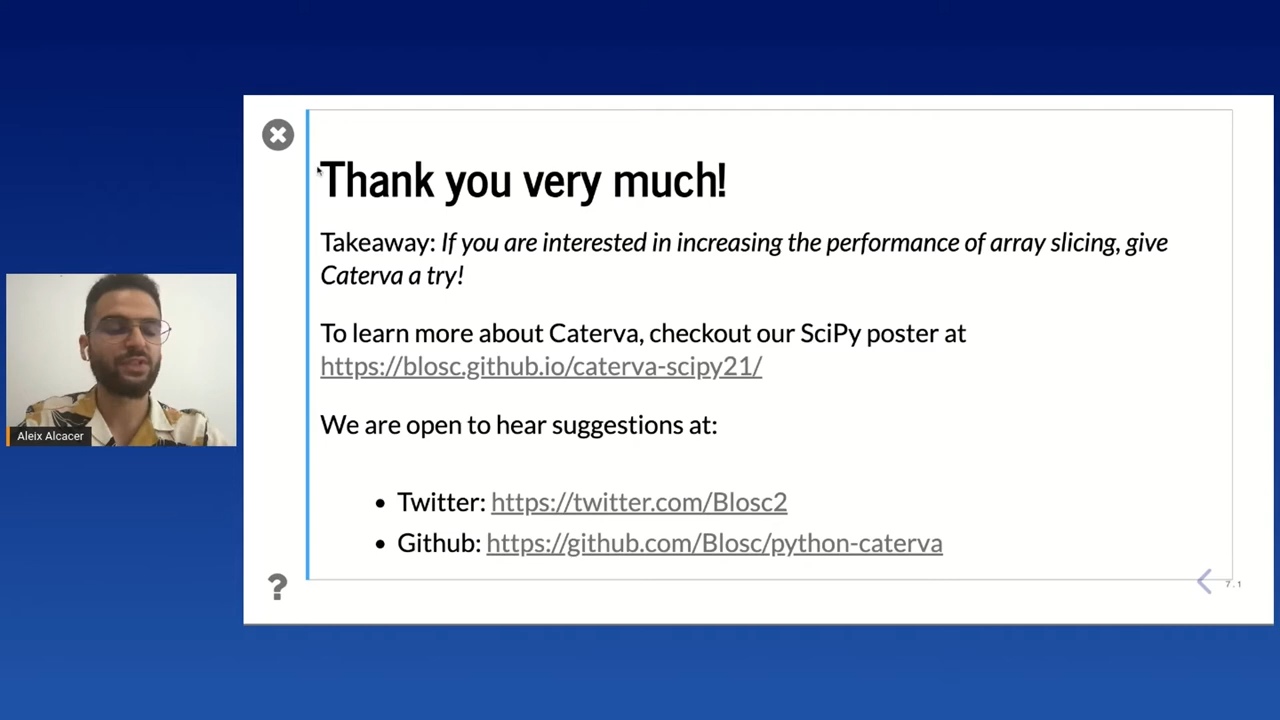 Thank you very much!
Takeaway: If you are interested in increasing the performance of array slicing, give
Caterva a try!
To learn more about Caterva, checkout our SciPy poster at
https://blosc.github.io/caterva-scipy21/
We are open to hear suggestions at:
• Twitter: https://twitter.com/Blosc2
• Github: https://github.com/Blosc/python-caterva
Aleix Alcacer
?
7.1